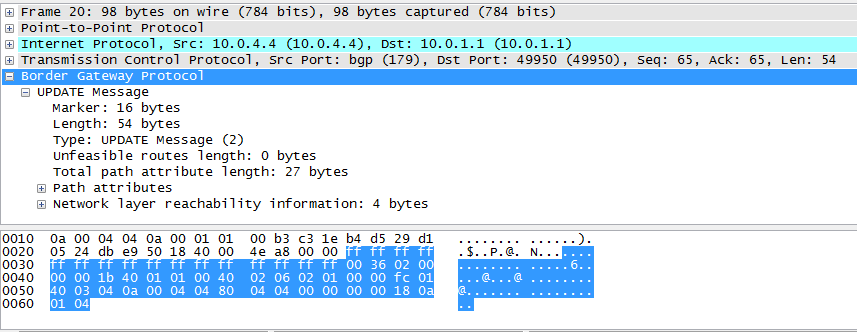 Frame 20: 98 bytes on wire (784 bits), 98 bytes captured (784 bits)
Point-to-Point Protocol
Internet Protocol, Src: 10.0.4.4 (10.0.4.4), Dst: 10.0.1.1 (10.0.1.1)
Transmission Control Protocol, Src Port: bgp (179), Dst Port: 49950 (49950), Seq: 65, Ack: 65, Len: 54
Border Gateway Protocol
UPDATE Message
Marker: 16 bytes
Length: 54 bytes
Type: UPDATE Message (2)
Unfeasible routes length: 0 bytes
Total path attribute length: 27 bytes
Path attributes
Network layer reachability information: 4 bytes
0010 0a 00 04 04 0a 00 01 01 00 b3 c3 1e b4 d5 29 d1 ........ ......).
0020 05 24 db e9 50 18 40 00 4e a8 00 00 ff ff ff ff .$..P.@. N.......
0030 ff ff ff ff ff ff ff ff ff ff ff ff 00 36 02 00 ........ .....6..
0040 00 00 1b 40 01 01 00 40 02 06 02 01 00 00 fc 01 ...@...@ ........
0050 40 03 04 0a 00 04 04 80 04 04 00 00 00 00 18 0a @....... ........
0060 01 04 ..